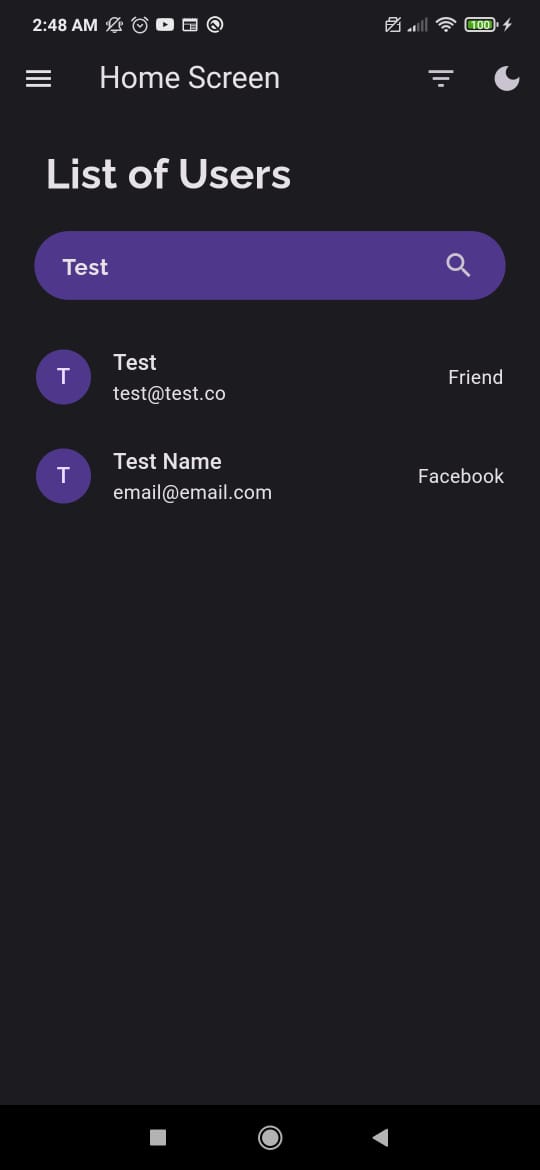 2:48 AM 100
Home Screen
List of Users
Test
T Test Friend
test@test.co
T Test Name Facebook
email@email.com